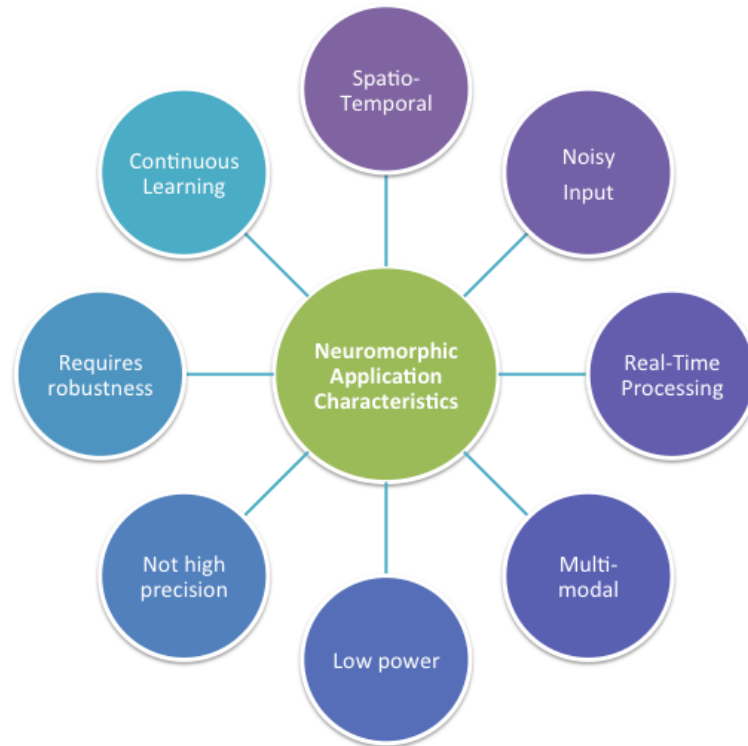 Spatio-
Temporal
Noisy
Input
Real-Time
Processing
Multi-
modal
Low power
Not high
precision
Requires
robustness
Continuous
Learning
Neuromorphic
Application
Characteristics